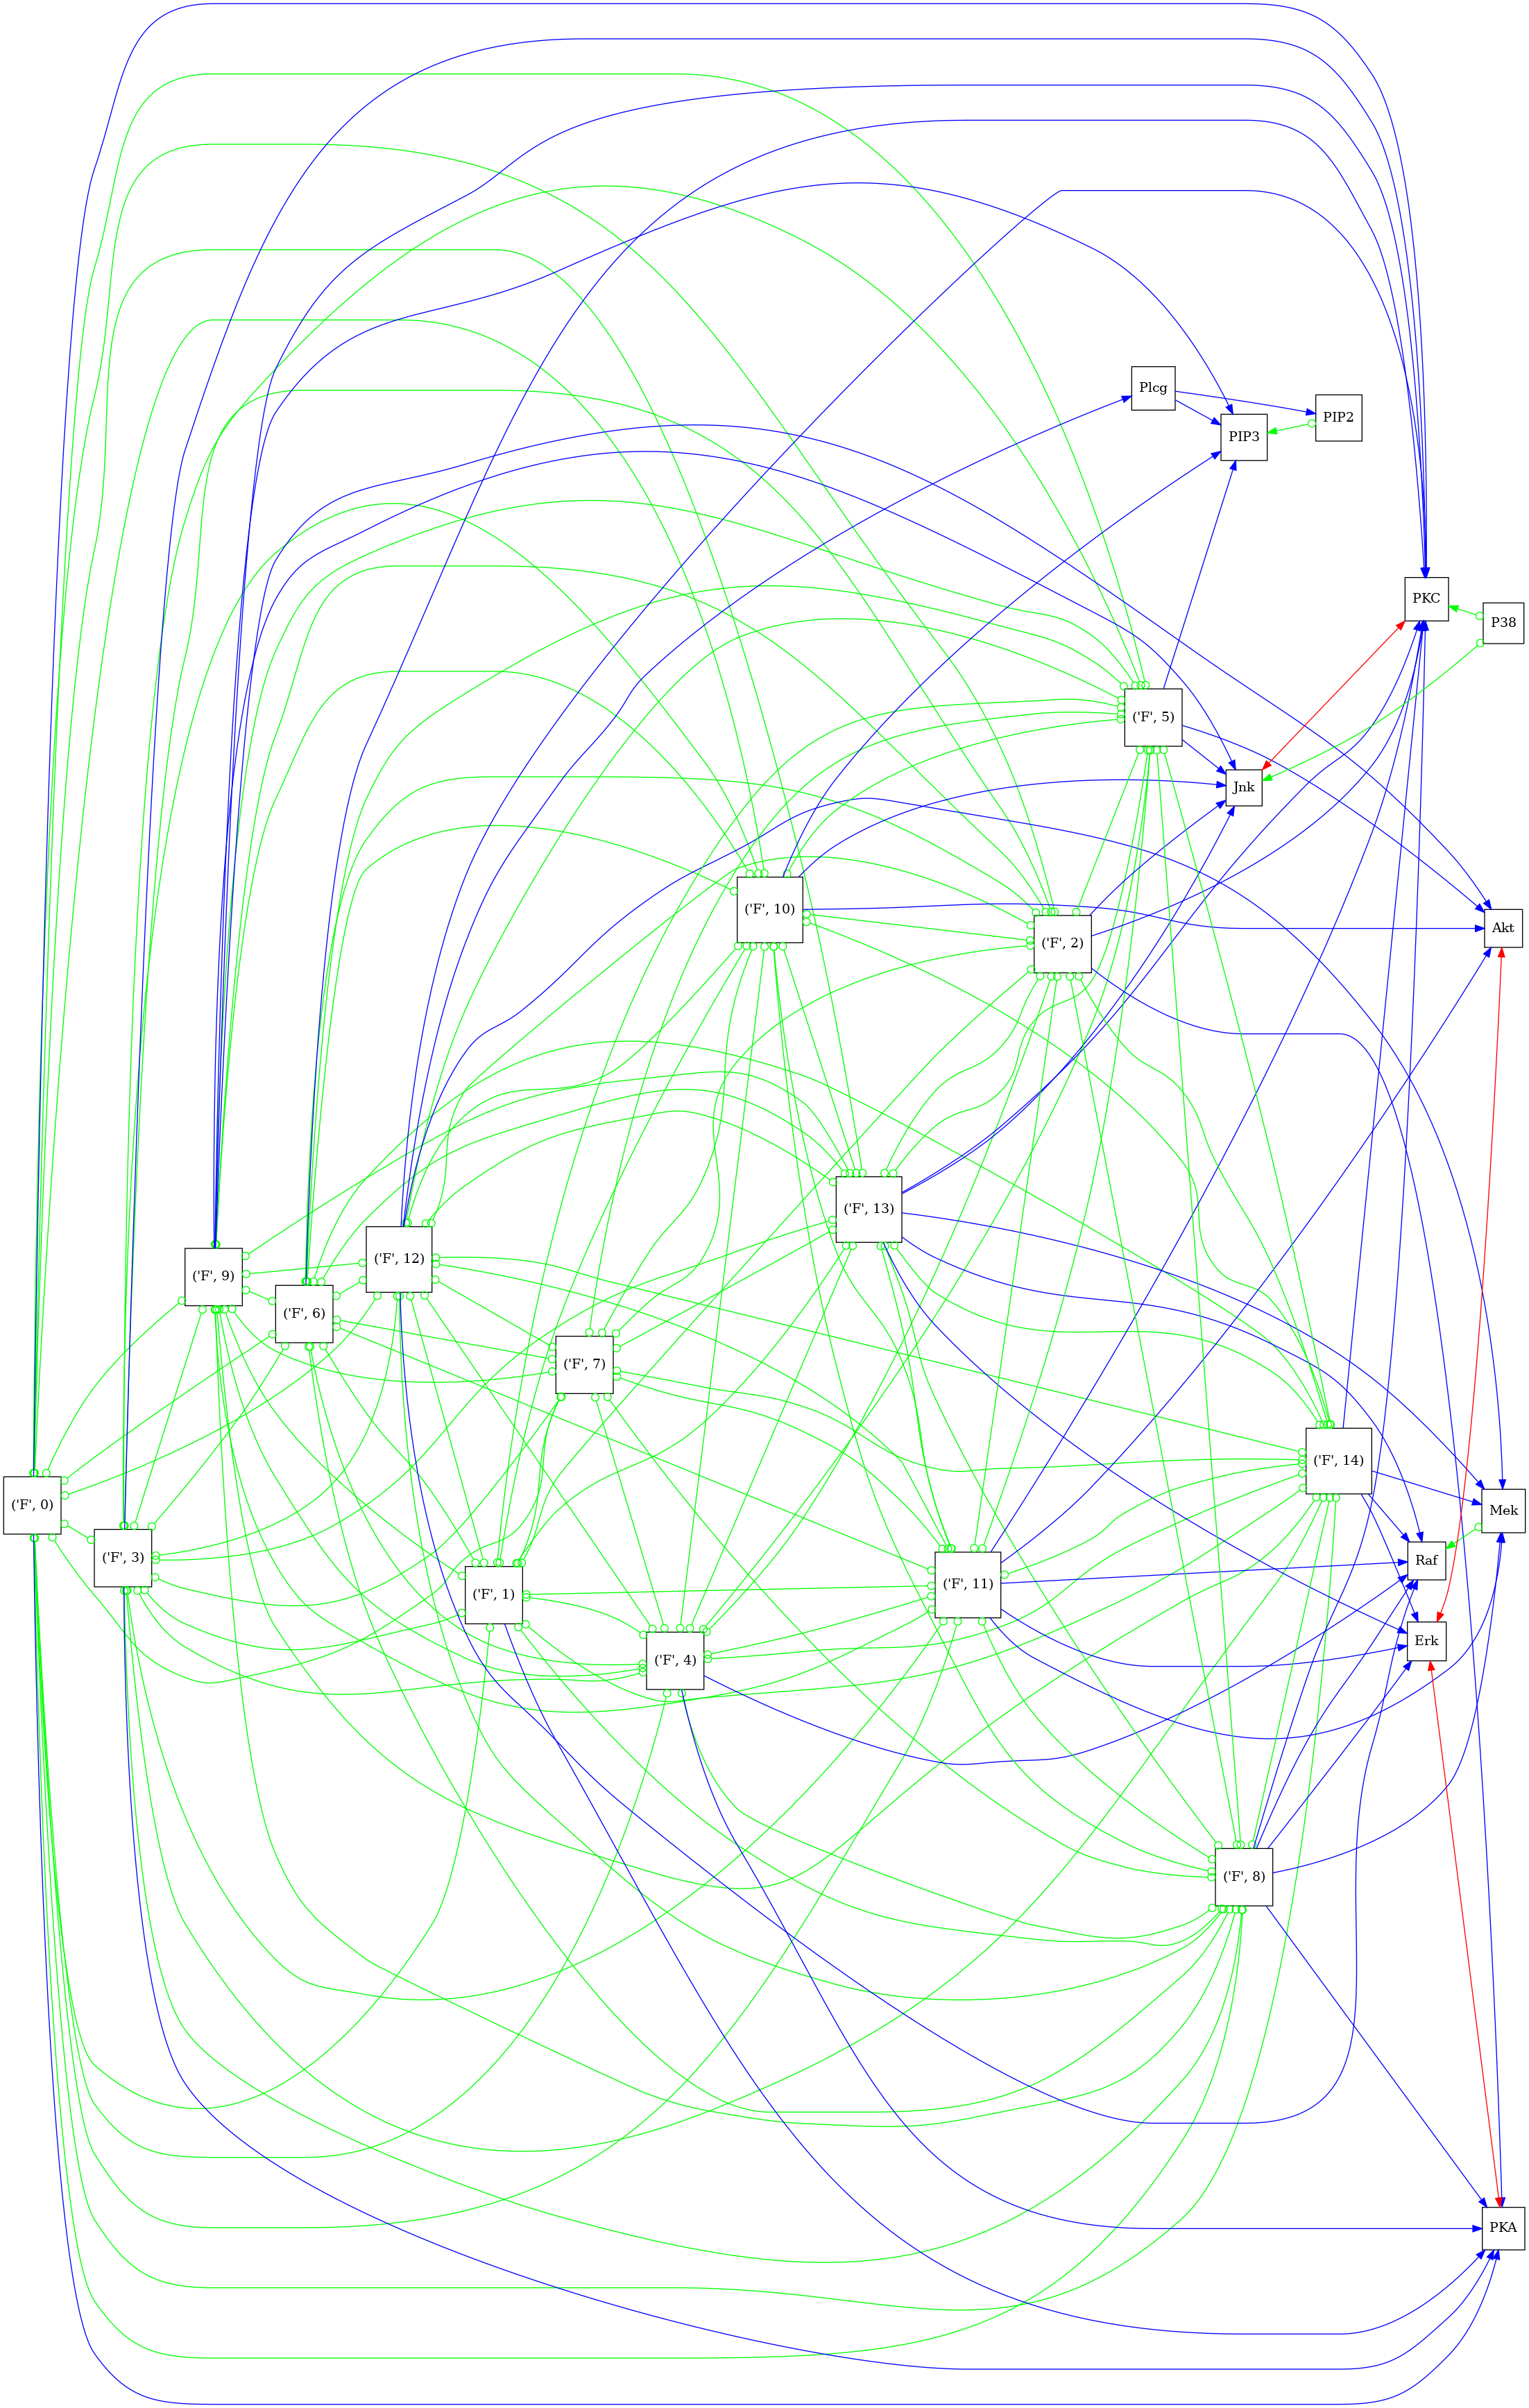 Plcg
PIP2
PIP3
PKC
P38
('F', 5)
Jnk
('F', 10)
('F', 2)
Akt
('F', 13)
('F', 12)
('F', 9)
('F', 6)
('F', 7)
('F', 14)
('F', 0)
Mek
('F', 3)
Raf
('F', 11)
('F', 1)
Erk
('F', 4)
('F', 8)
PKA